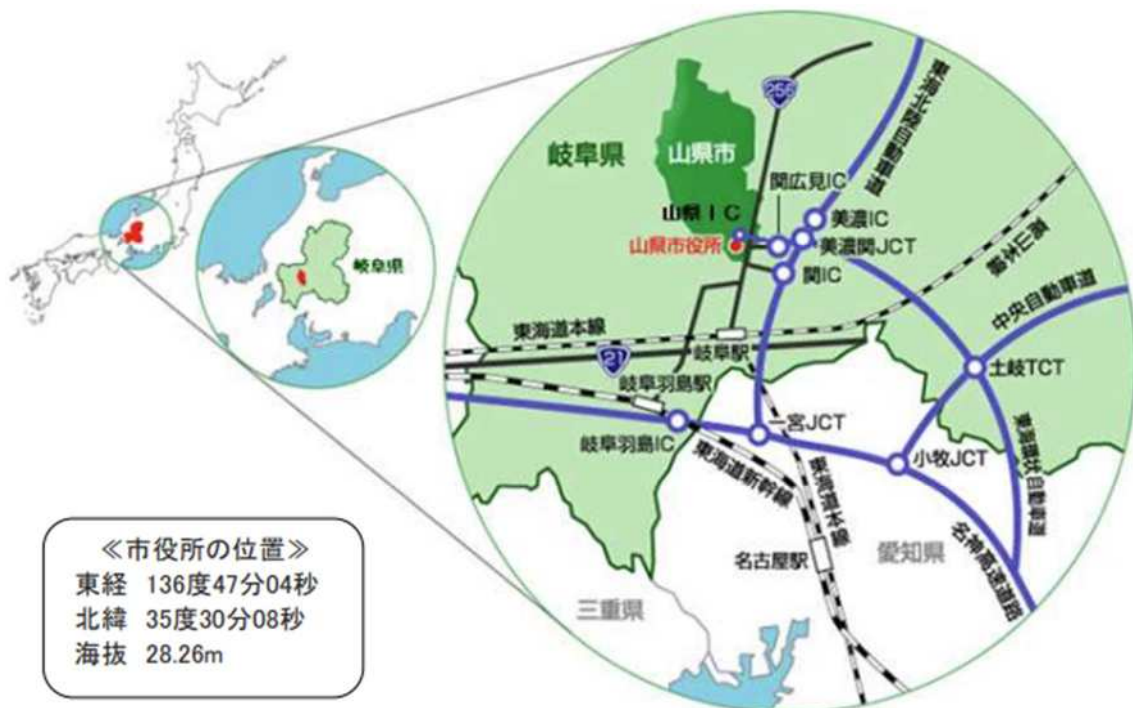 岐阜県
岐阜県
山県市
256
東海北陸自動車道
関広見IC
山県IC
美濃IC
山県市役所
美濃関JCT
関IC
高山本線
中央自動車道
東海道本線
21
岐阜駅
土岐TCT
岐阜羽島駅
一宮JCT
岐阜羽島IC
小牧JCT
東海環状自動車道
東海道新幹線
東海道本線
名神高速道路
名古屋駅
愛知県
三重県
≪市役所の位置≫
東経 136度47分04秒
北緯 35度30分08秒
海抜 28.26m